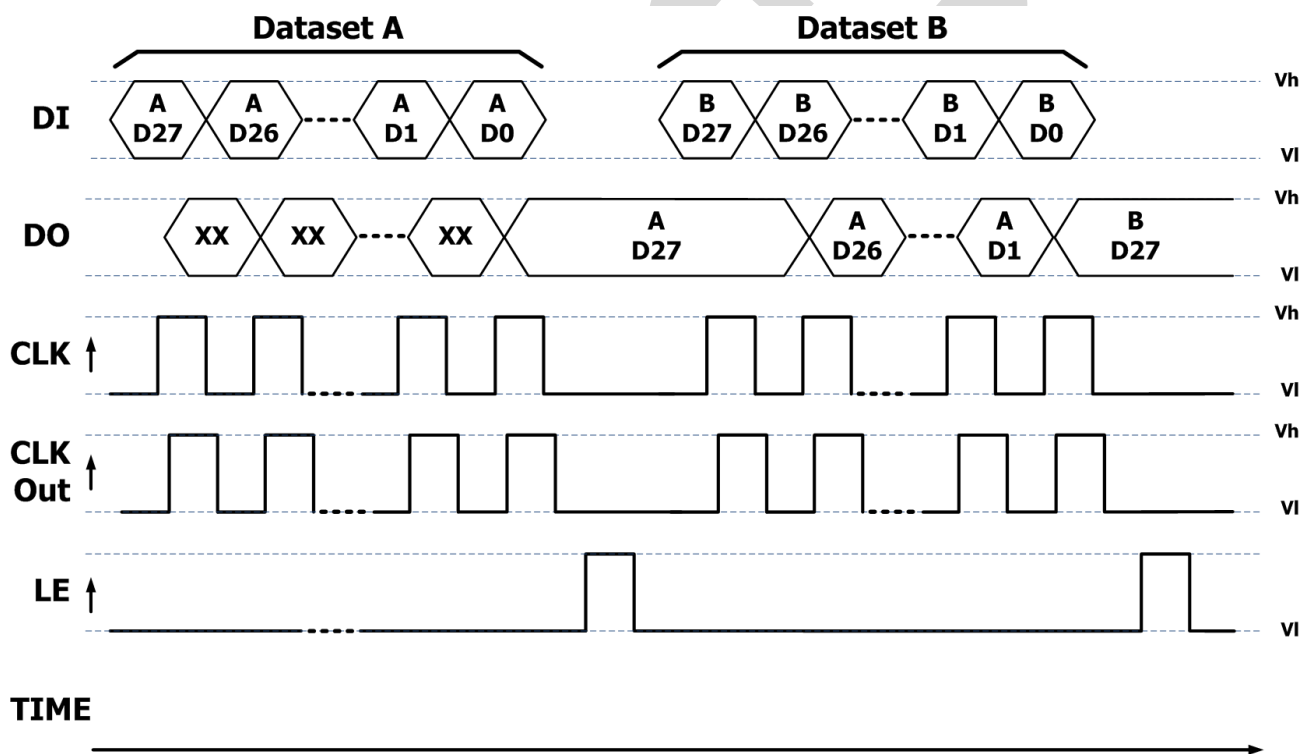 Dataset A
Dataset B
DI
A
D27
A
D26
A
D1
A
D0
B
D27
B
D26
B
D1
B
D0
Vh
Vl
DO
XX
XX
XX
A
D27
A
D26
A
D1
B
D27
Vh
Vl
CLK
Vh
Vl
CLK
Out
Vh
Vl
LE
Vl
TIME